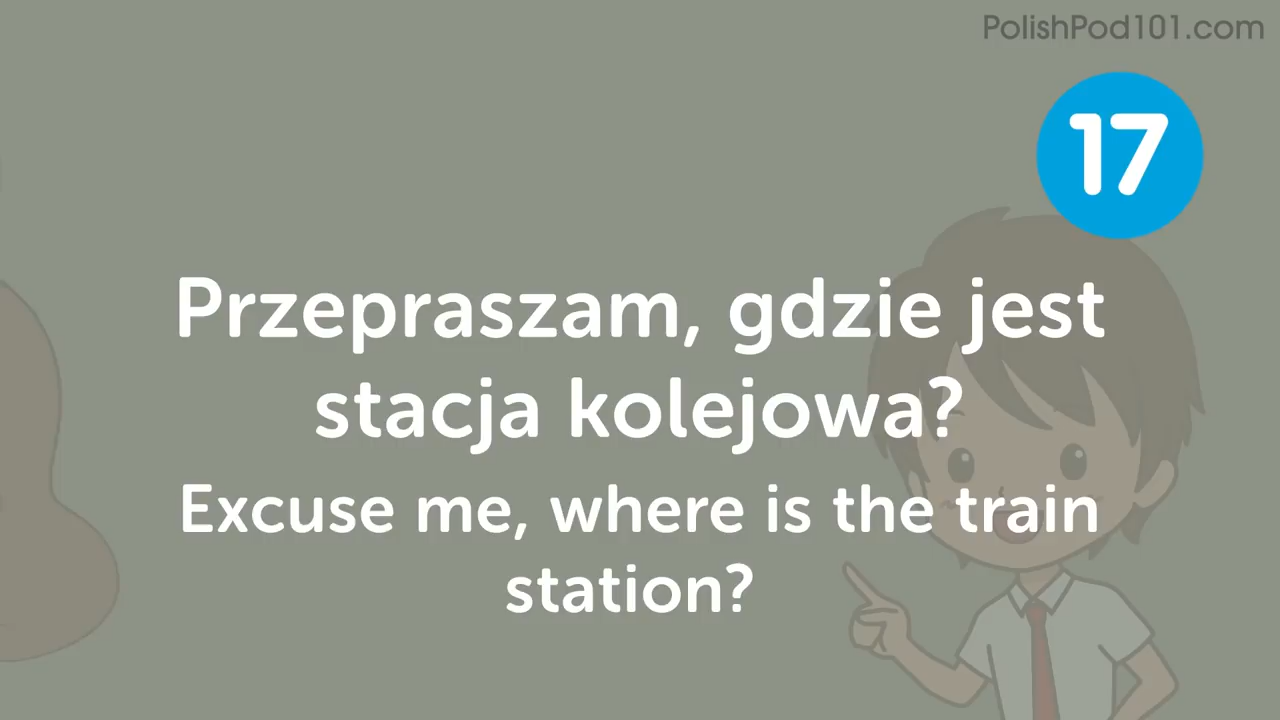 PolishPod101.com
17
Przepraszam, gdzie jest
stacja kolejowa?
Excuse me, where is the train
station?